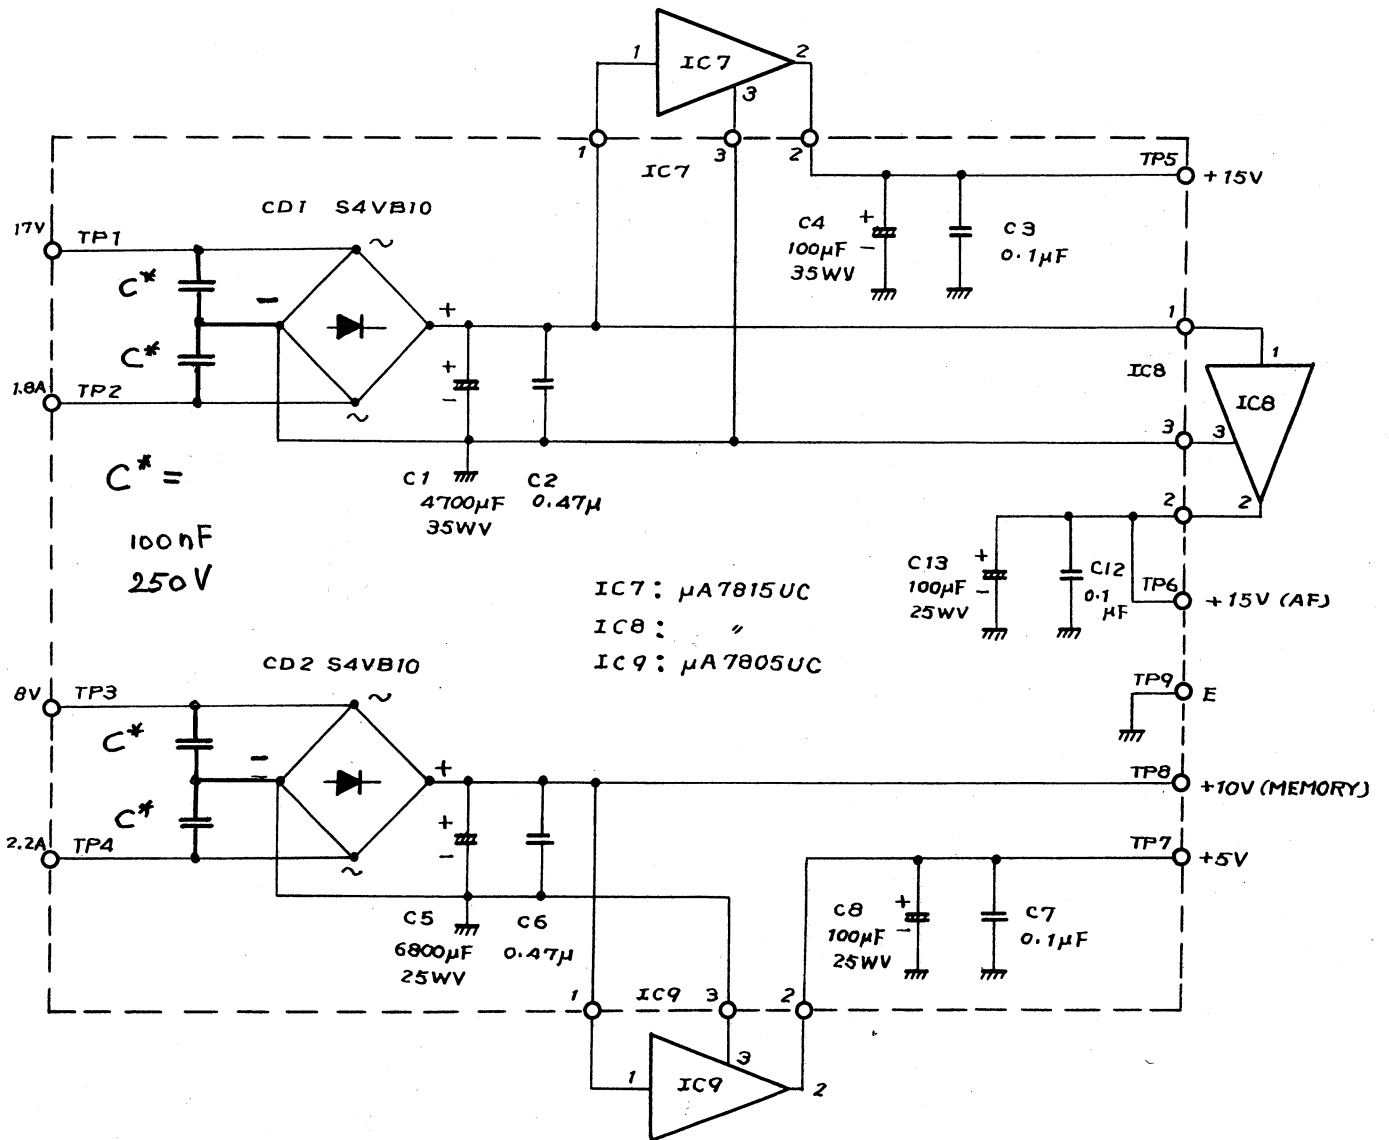 1
IC7
2
3
1
3
2
IC7
TP5
+15V
CD1 S4VB10
17V
TP1
~
C*
-
+
C4
100µF
35WV
+
-
C3
0.1µF
C*
+
-
1
1
IC8
IC8
1.8A
TP2
~
3
3
C* =
100nF
250V
C1
4700µF
35WV
C2
0.47µ
2
2
C13
100µF
25WV
+
-
C12
0.1
µF
TP6
+15V (AF)
IC7: µA7815UC
IC8: "
IC9: µA7805UC
CD2 S4VB10
8V
TP3
~
TP9
E
C*
-
~
+
TP8
+10V (MEMORY)
C*
+
-
2.2A
TP4
~
TP7
+5V
C5
6800µF
25WV
C6
0.47µ
C8
100µF
25WV
+
-
C7
0.1µF
1
IC9
3
2
3
1
IC9
2